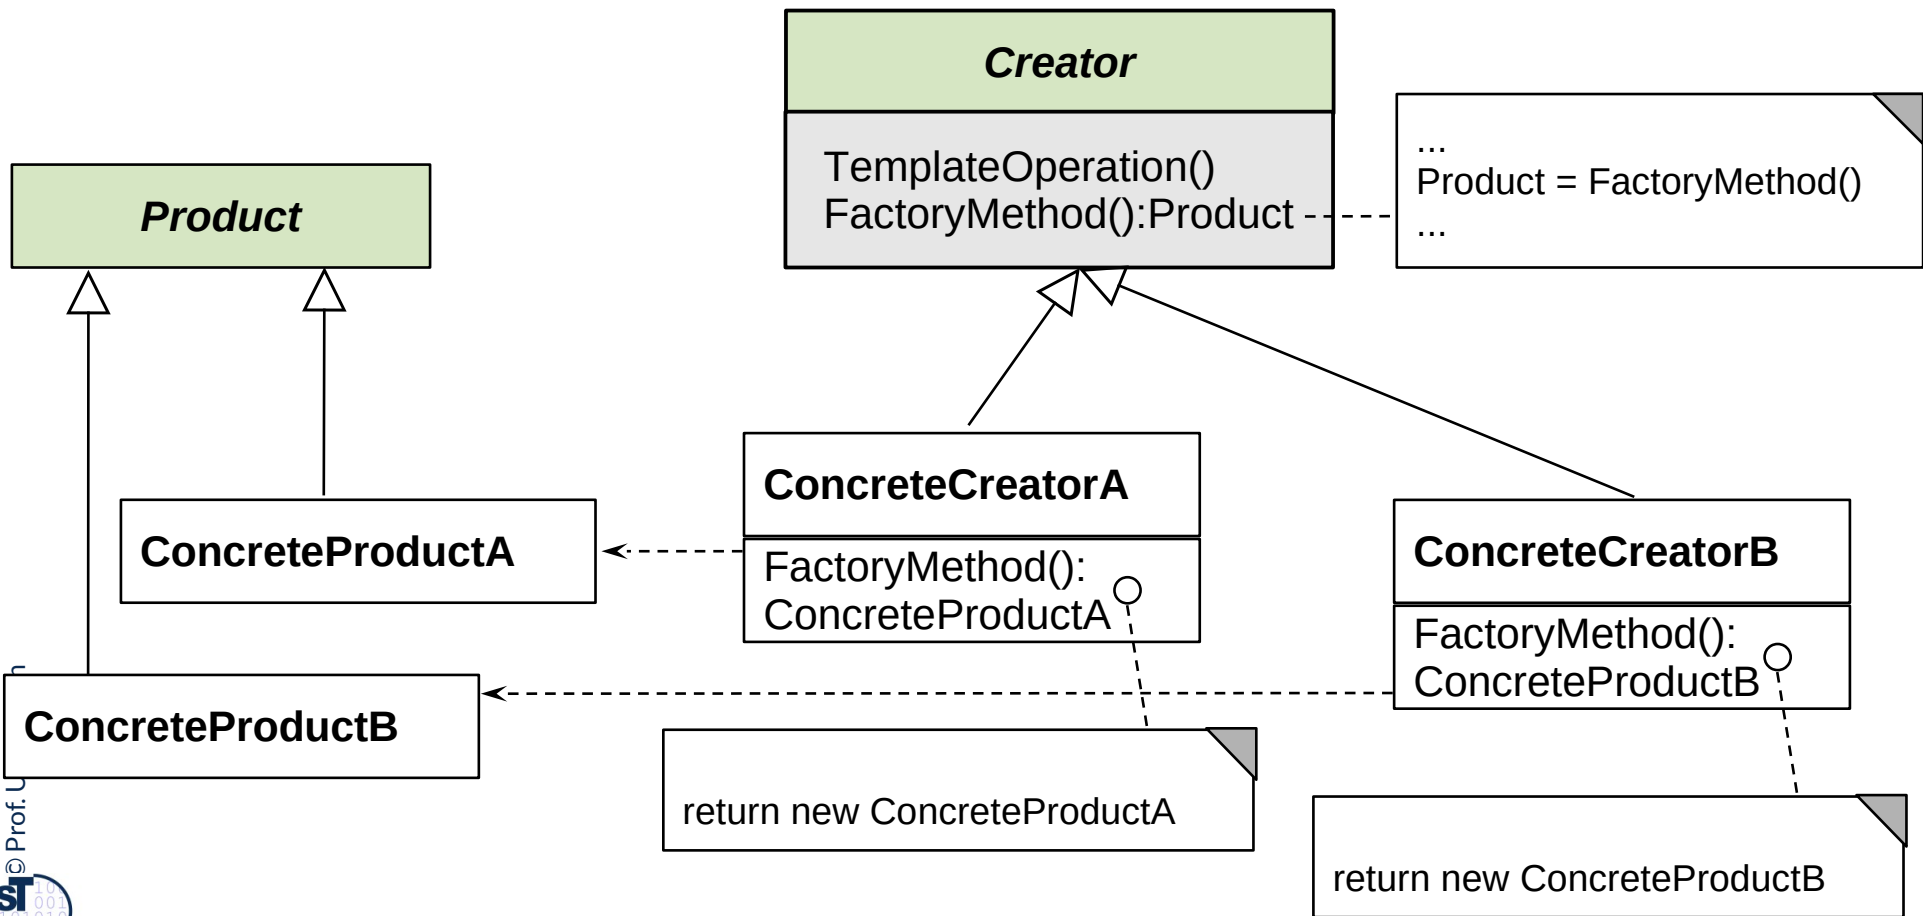 Creator
TemplateOperation()
FactoryMethod():Product
...
Product = FactoryMethod()
...
Product
ConcreteCreatorA
FactoryMethod():
ConcreteProductA
ConcreteCreatorB
FactoryMethod():
ConcreteProductB
ConcreteProductA
ConcreteProductB
return new ConcreteProductA
return new ConcreteProductB
© Prof. U
sT